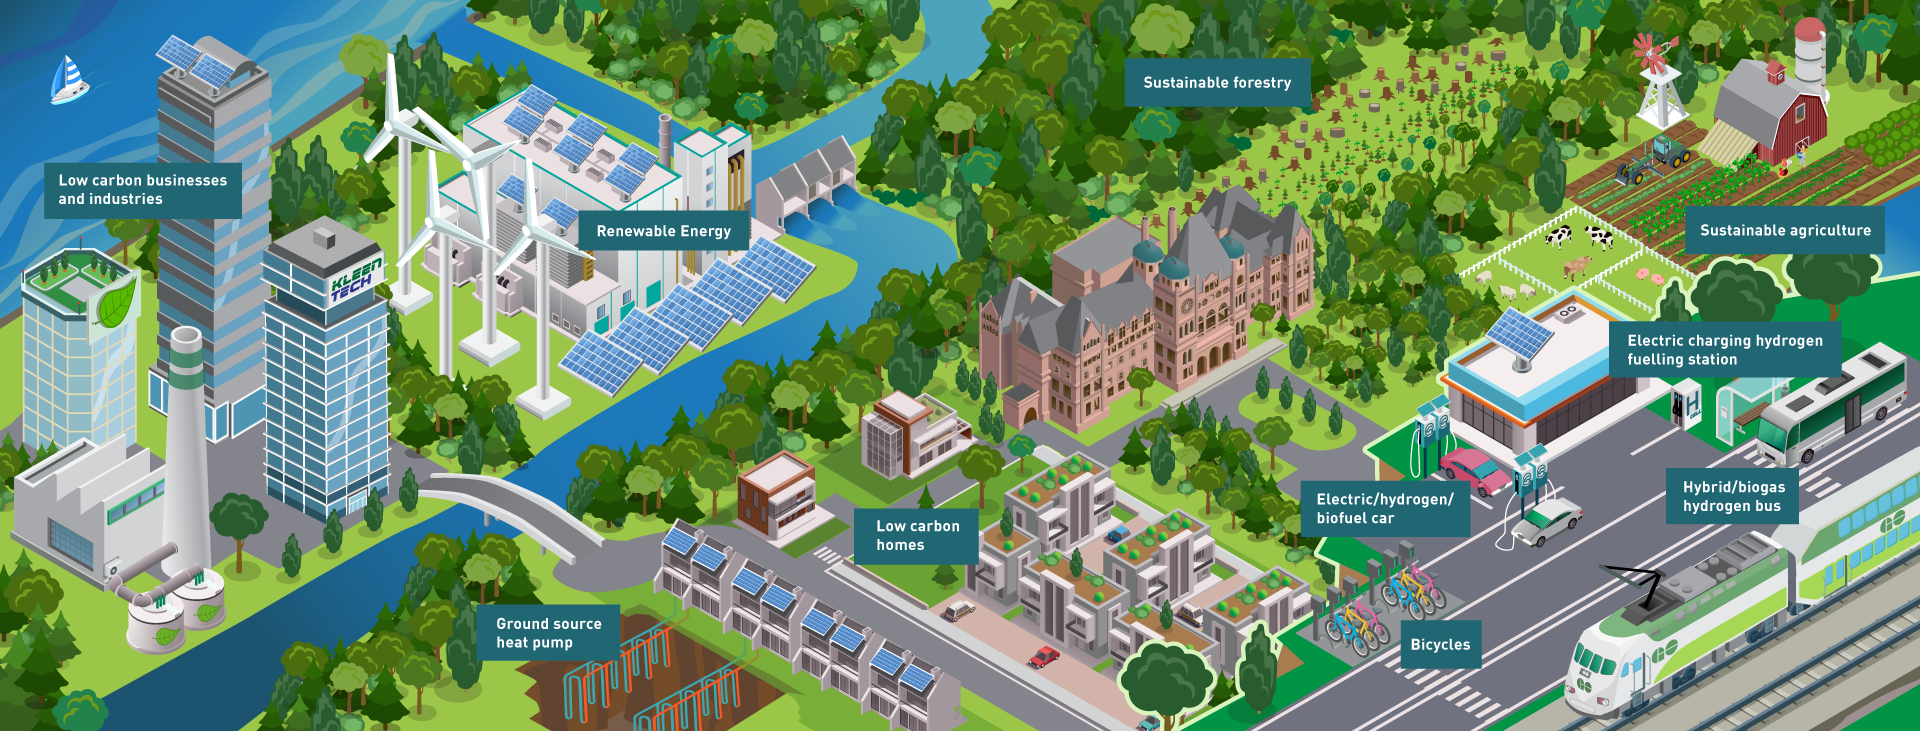 Sustainable forestry
Low carbon businesses
and industries
Renewable Energy
Sustainable agriculture
KLEEN
TECH
Electric charging hydrogen
fuelling station
H
Electric/hydrogen/
biofuel car
Hybrid/biogas
hydrogen bus
Low carbon
homes
GO
Ground source
heat pump
Bicycles
GO
GO